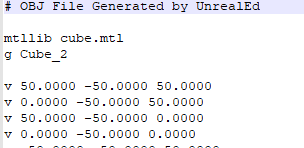 # OBJ File Generated by UnrealEd
mtllib cube.mtl
g Cube_2
v 50.0000 -50.0000 50.0000
v 0.0000 -50.0000 50.0000
v 50.0000 -50.0000 0.0000
v 0.0000 -50.0000 0.0000